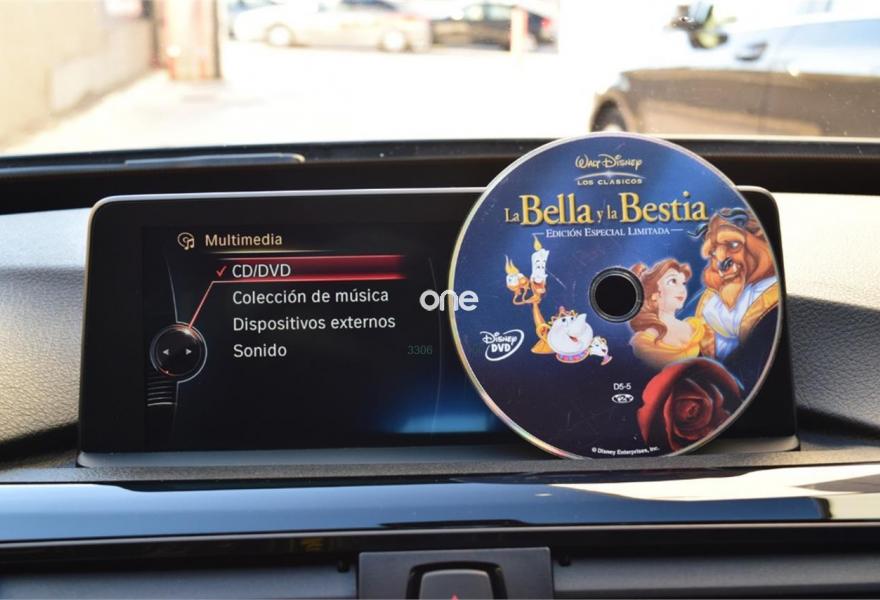 Multimedia
CD/DVD
Colección de música
Dispositivos externos
Sonido
3306
one
WALT DISNEY
LOS CLASICOS
La Bella y la Bestia
EDICIÓN ESPECIAL LIMITADA
DISNEY
DVD
D5-5
© Disney Enterprises, Inc.